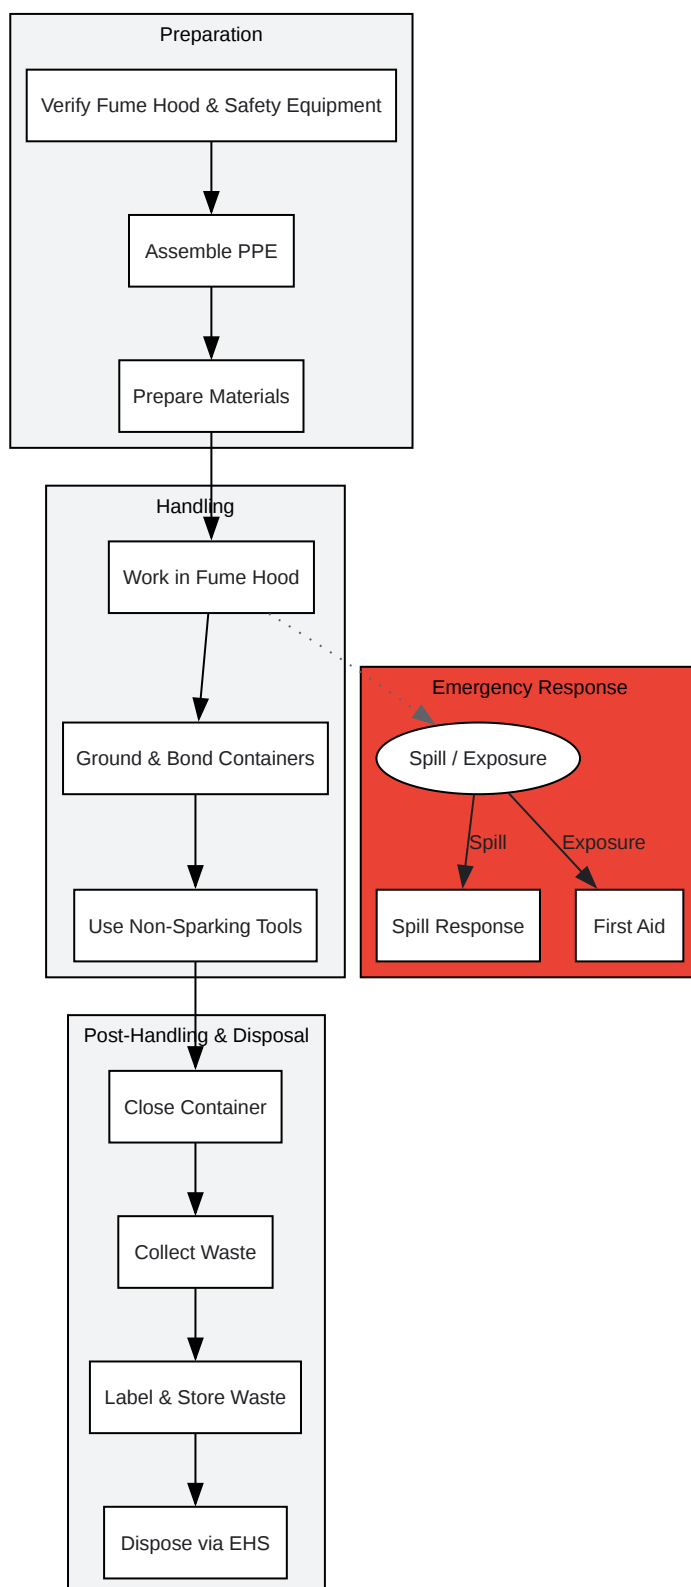 Preparation
Verify Fume Hood & Safety Equipment
Assemble PPE
Prepare Materials
Handling
Work in Fume Hood
Ground & Bond Containers
Use Non-Sparking Tools
Emergency Response
Spill / Exposure
Spill
Exposure
Spill Response
First Aid
Post-Handling & Disposal
Close Container
Collect Waste
Label & Store Waste
Dispose via EHS